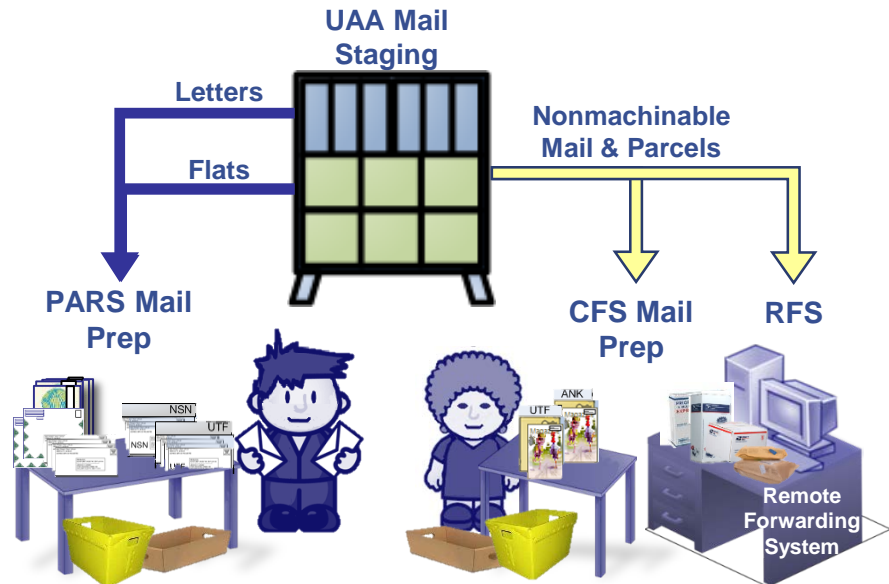 UAA Mail
Staging
Letters
Flats
Nonmachinable
Mail & Parcels
PARS Mail
Prep
CFS Mail
Prep
RFS
NSN
UTF
NSN
UTF
ANK
Remote
Forwarding
System